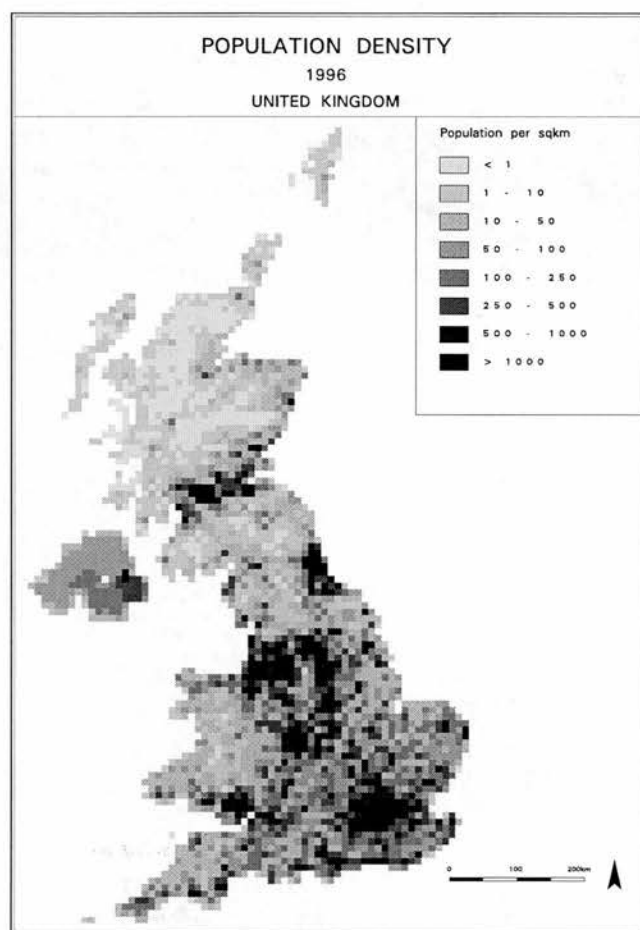 POPULATION DENSITY
1996
UNITED KINGDOM
Population per sqkm
< 1
1 - 10
10 - 50
50 - 100
100 - 250
250 - 500
500 - 1000
> 1000
0 100 200km